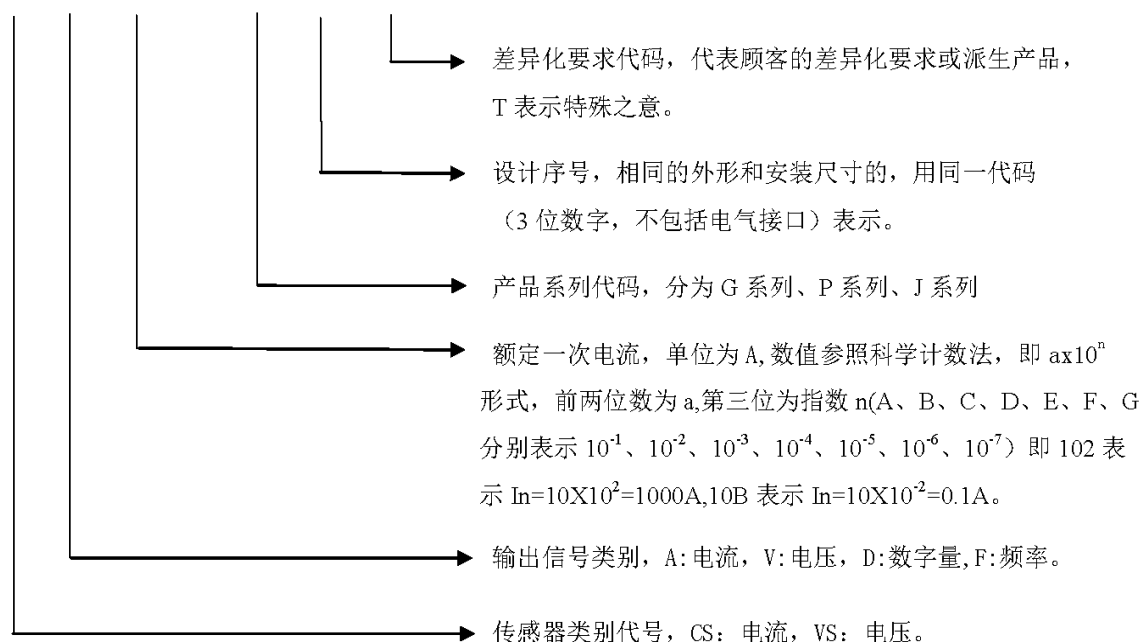 差异化要求代码，代表顾客的差异化要求或派生产品，
T 表示特殊之意。
设计序号，相同的外形和安装尺寸的，用同一代码
（3 位数字，不包括电气接口）表示。
产品系列代码，分为 G 系列、P 系列、J 系列
额定一次电流，单位为 A,数值参照科学计数法，即 ax10ⁿ
形式，前两位数为 a,第三位为指数 n(A、B、C、D、E、F、G
分别表示 10⁻¹、10⁻²、10⁻³、10⁻⁴、10⁻⁵、10⁻⁶、10⁻⁷）即 102 表
示 In=10X10²=1000A,10B 表示 In=10X10⁻²=0.1A。
输出信号类别，A:电流，V:电压，D:数字量,F:频率。
传感器类别代号，CS：电流，VS：电压。